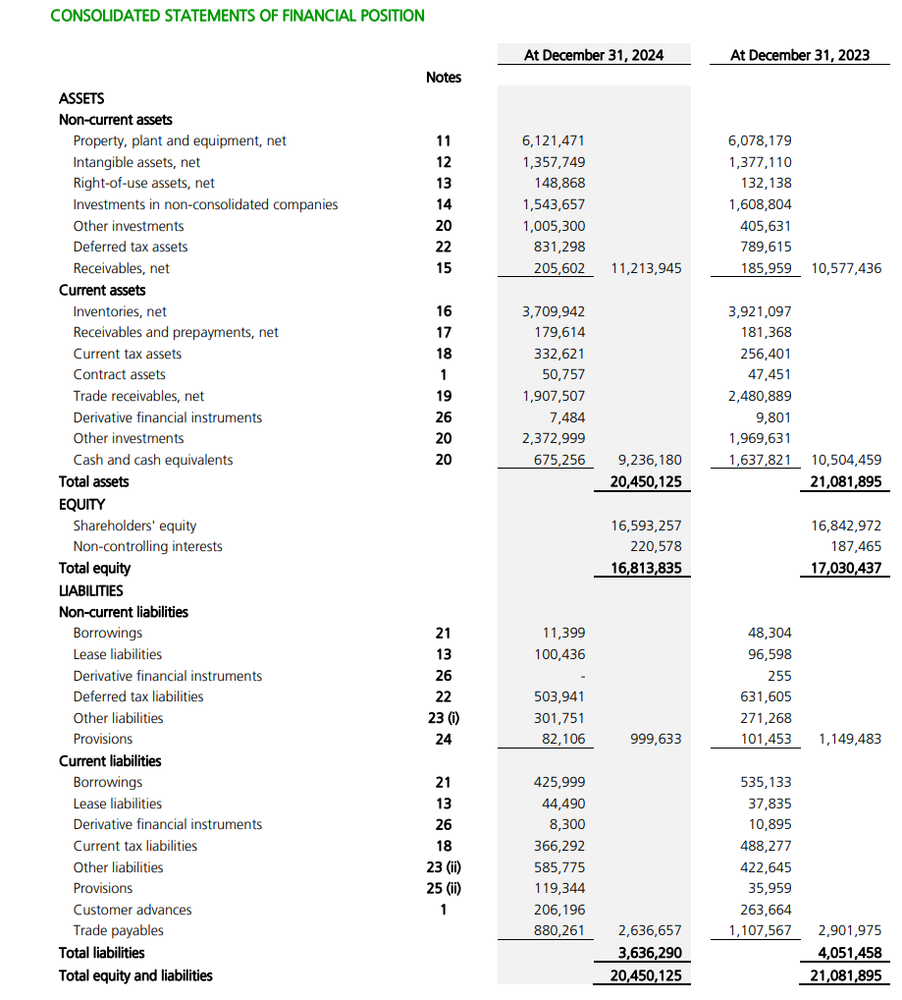 CONSOLIDATED STATEMENTS OF FINANCIAL POSITION
At December 31, 2024 At December 31, 2023
Notes
ASSETS
Non-current assets
Property, plant and equipment, net 11 6,121,471 6,078,179
Intangible assets, net 12 1,357,749 1,377,110
Right-of-use assets, net 13 148,868 132,138
Investments in non-consolidated companies 14 1,543,657 1,608,804
Other investments 20 1,005,300 405,631
Deferred tax assets 22 831,298 789,615
Receivables, net 15 205,602 11,213,945 185,959 10,577,436
Current assets
Inventories, net 16 3,709,942 3,921,097
Receivables and prepayments, net 17 179,614 181,368
Current tax assets 18 332,621 256,401
Contract assets 1 50,757 47,451
Trade receivables, net 19 1,907,507 2,480,889
Derivative financial instruments 26 7,484 9,801
Other investments 20 2,372,999 1,969,631
Cash and cash equivalents 20 675,256 9,236,180 1,637,821 10,504,459
Total assets 20,450,125 21,081,895
EQUITY
Shareholders' equity 16,593,257 16,842,972
Non-controlling interests 220,578 187,465
Total equity 16,813,835 17,030,437
LIABILITIES
Non-current liabilities
Borrowings 21 11,399 48,304
Lease liabilities 13 100,436 96,598
Derivative financial instruments 26 - 255
Deferred tax liabilities 22 503,941 631,605
Other liabilities 23 (i) 301,751 271,268
Provisions 24 82,106 999,633 101,453 1,149,483
Current liabilities
Borrowings 21 425,999 535,133
Lease liabilities 13 44,490 37,835
Derivative financial instruments 26 8,300 10,895
Current tax liabilities 18 366,292 488,277
Other liabilities 23 (ii) 585,775 422,645
Provisions 25 (ii) 119,344 35,959
Customer advances 1 206,196 263,664
Trade payables 880,261 2,636,657 1,107,567 2,901,975
Total liabilities 3,636,290 4,051,458
Total equity and liabilities 20,450,125 21,081,895